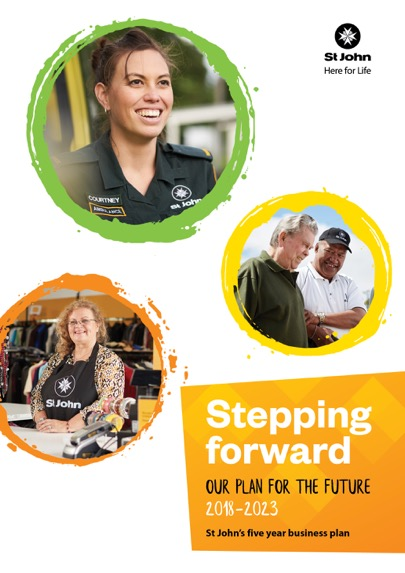 St John
Here for Life
COURTNEY
AMBULANCE
St John
St John
Stepping
forward
OUR PLAN FOR THE FUTURE
2018–2023
St John's five year business plan